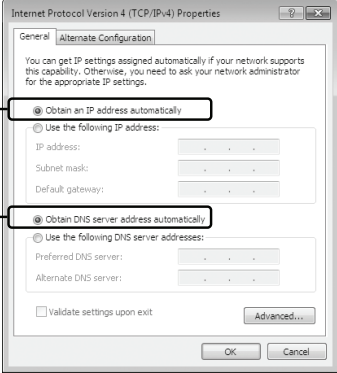 Internet Protocol Version 4 (TCP/IPv4) Properties
General
Alternate Configuration
You can get IP settings assigned automatically if your network supports
this capability. Otherwise, you need to ask your network administrator
for the appropriate IP settings.
Obtain an IP address automatically
Use the following IP address:
IP address:
Subnet mask:
Default gateway:
Obtain DNS server address automatically
Use the following DNS server addresses:
Preferred DNS server:
Alternate DNS server:
Validate settings upon exit
Advanced...
OK
Cancel